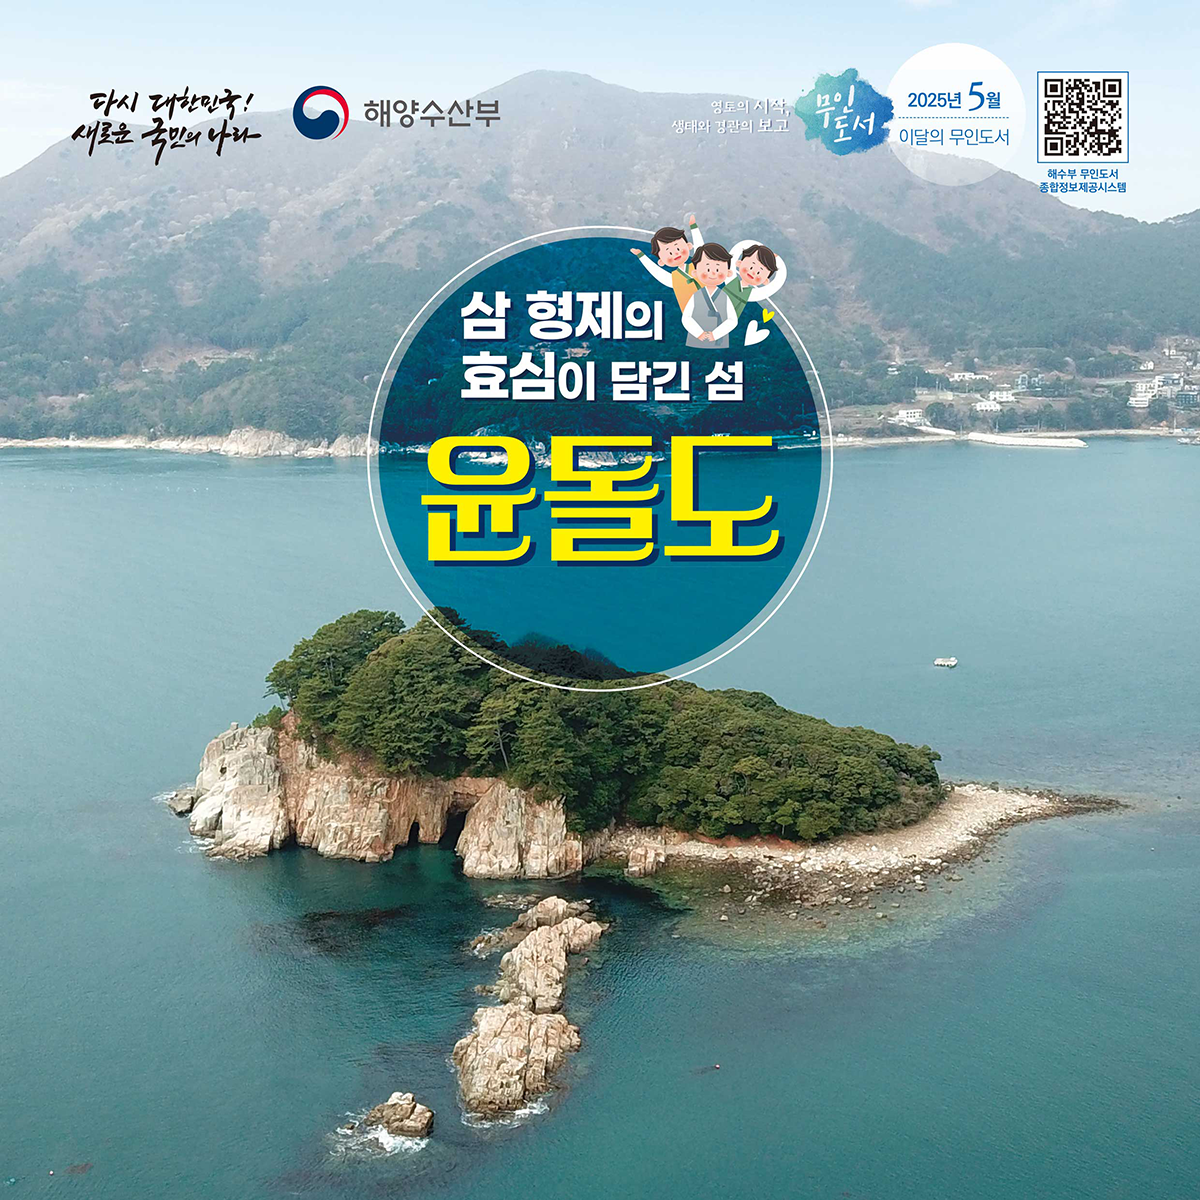 다시 대한민국!
새로운 국민의 나라
해양수산부
영토의 시작,
생태와 경관의 보고
무인
도서
2025년 5월
이달의 무인도서
해수부 무인도서
종합정보제공시스템
삼 형제의
효심이 담긴 섬
윤돌도